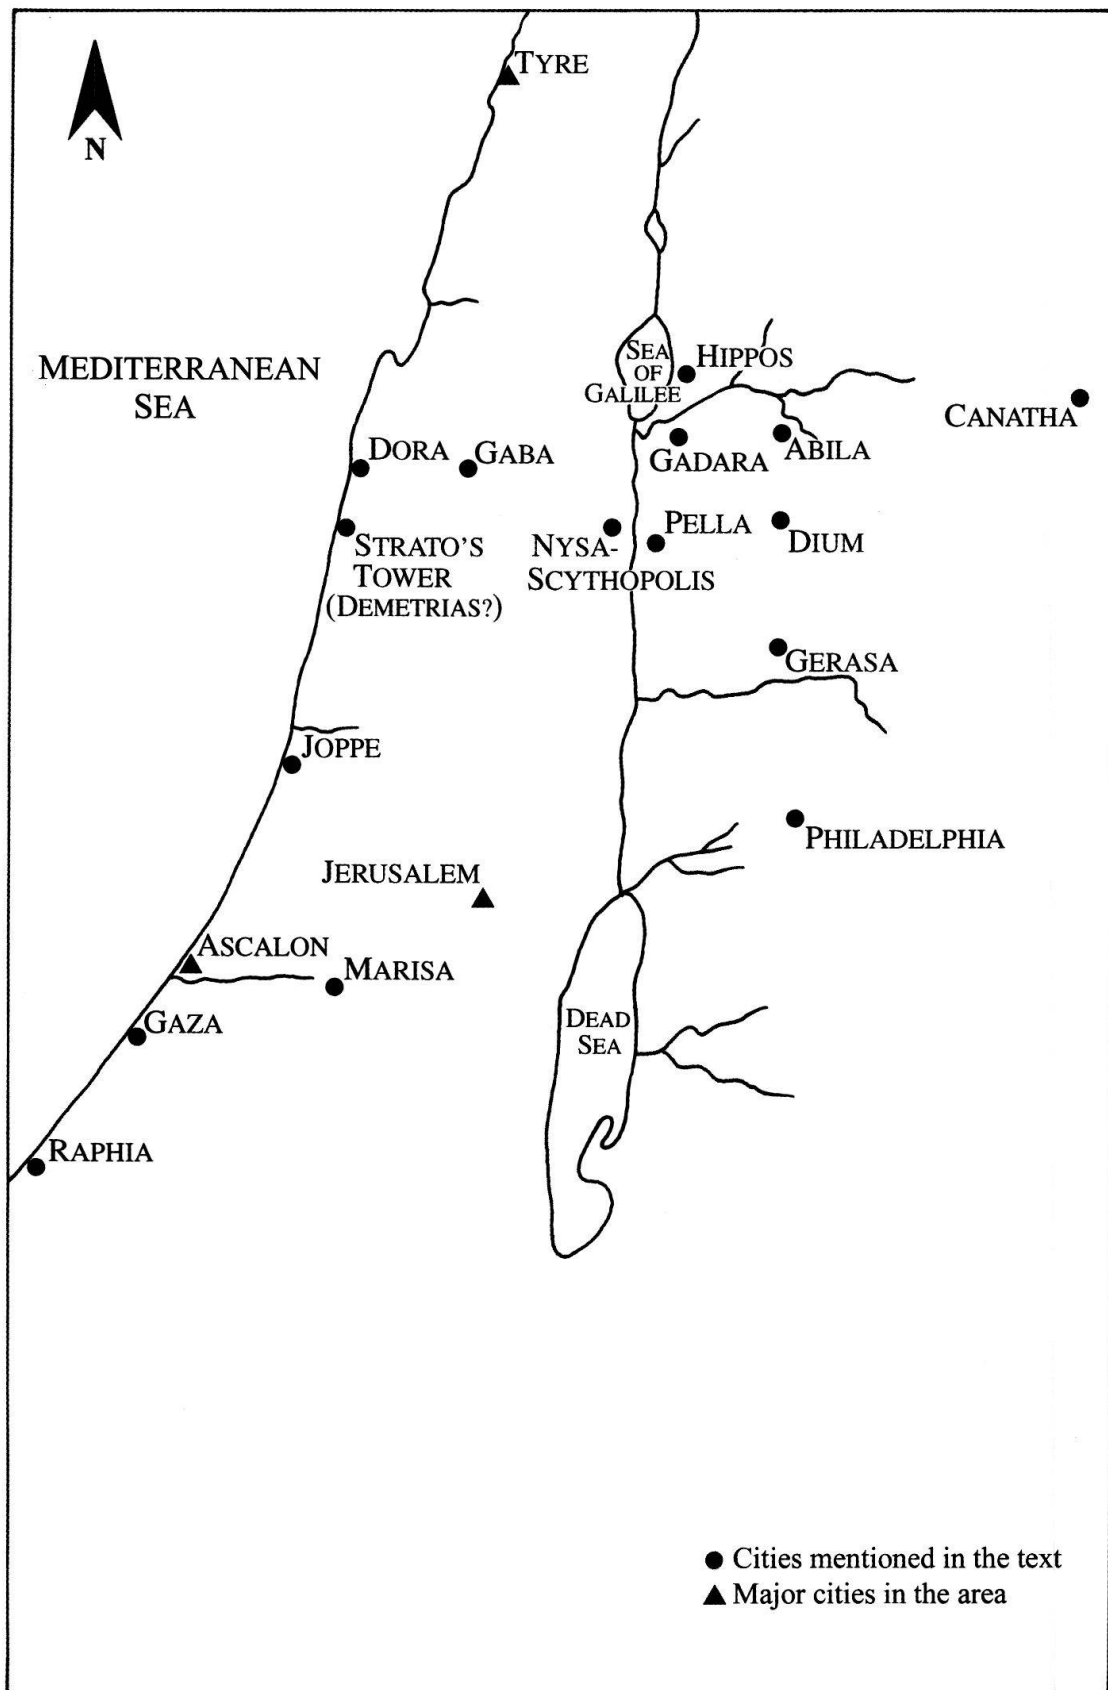 TYRE
N
MEDITERRANEAN
SEA
SEA
OF
GALILEE
HIPPOS
CANATHA
GADARA
ABILA
DORA
GABA
STRATO'S
TOWER
(DEMETRIAS?)
NYSA-
SCYTHOPOLIS
PELLA
DIUM
GERASA
JOPPE
PHILADELPHIA
JERUSALEM
ASCALON
MARISA
GAZA
DEAD
SEA
RAPHIA
Cities mentioned in the text
Major cities in the area